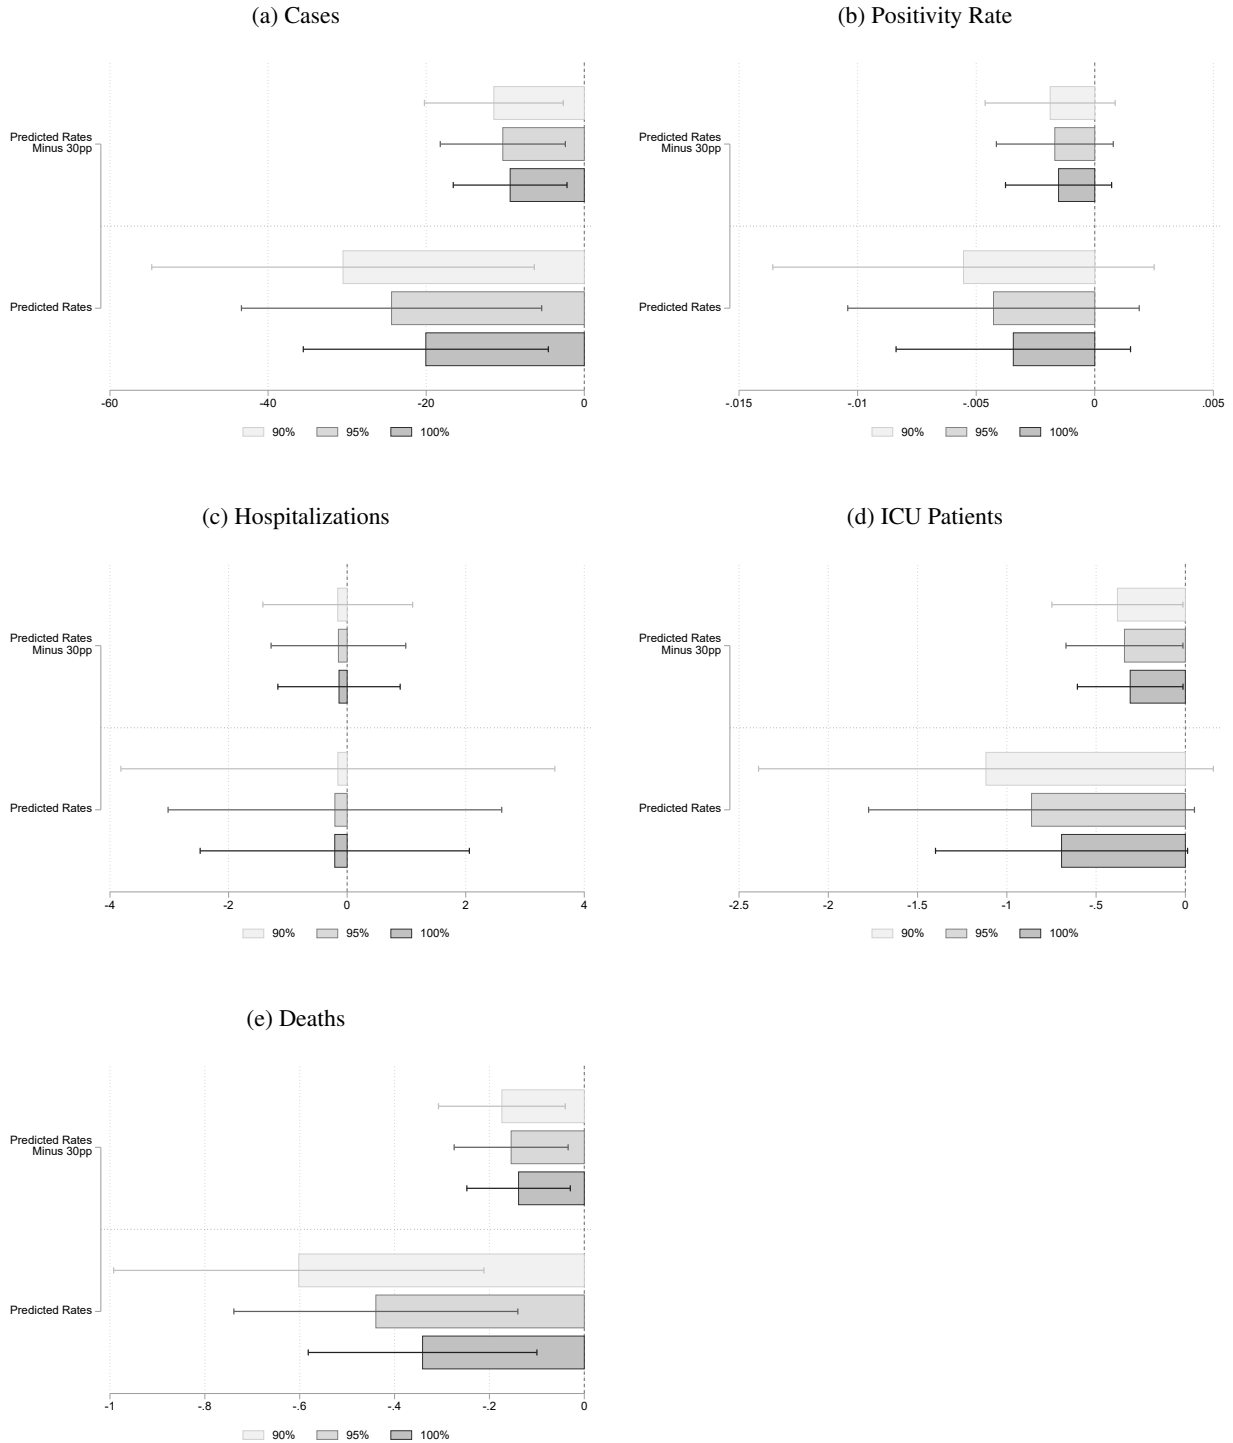 (a) Cases
Predicted Rates
Minus 30pp
Predicted Rates
-60 -40 -20 0
90% 95% 100%
(b) Positivity Rate
Predicted Rates
Minus 30pp
Predicted Rates
-.015 -.01 -.005 0 .005
90% 95% 100%
(c) Hospitalizations
Predicted Rates
Minus 30pp
Predicted Rates
-4 -2 0 2 4
90% 95% 100%
(d) ICU Patients
Predicted Rates
Minus 30pp
Predicted Rates
-2.5 -2 -1.5 -1 -.5 0
90% 95% 100%
(e) Deaths
Predicted Rates
Minus 30pp
Predicted Rates
-1 -.8 -.6 -.4 -.2 0
90% 95% 100%